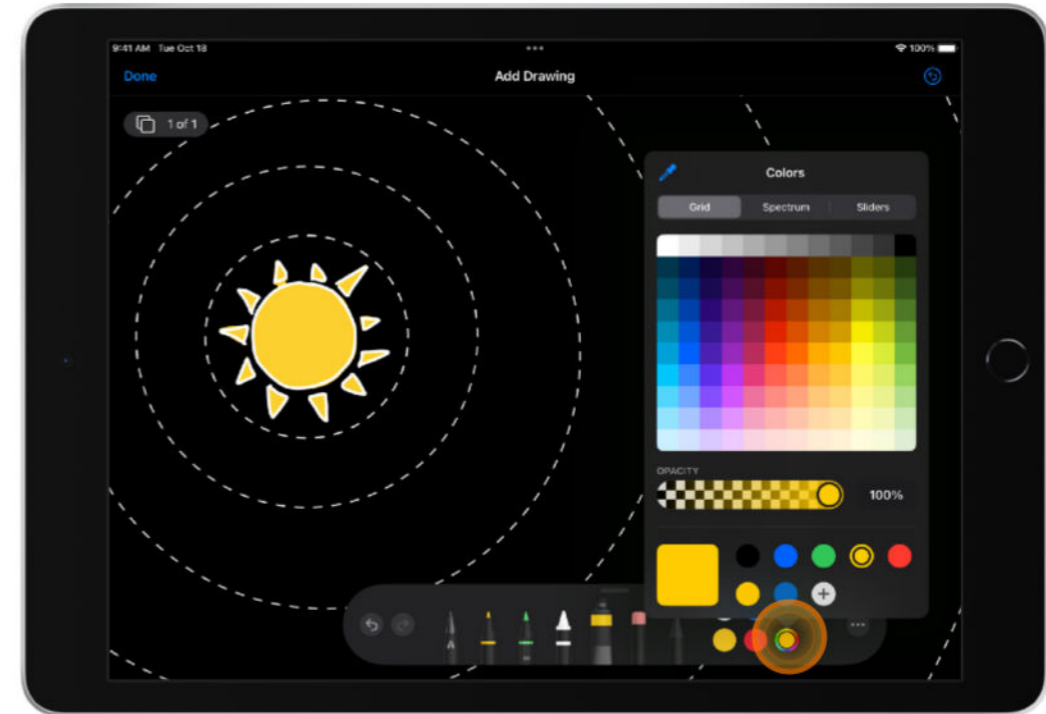 9:41 AM Tue Oct 18
100%
Done
Add Drawing
1 of 1
Colors
Grid
Spectrum
Sliders
OPACITY
100%
A